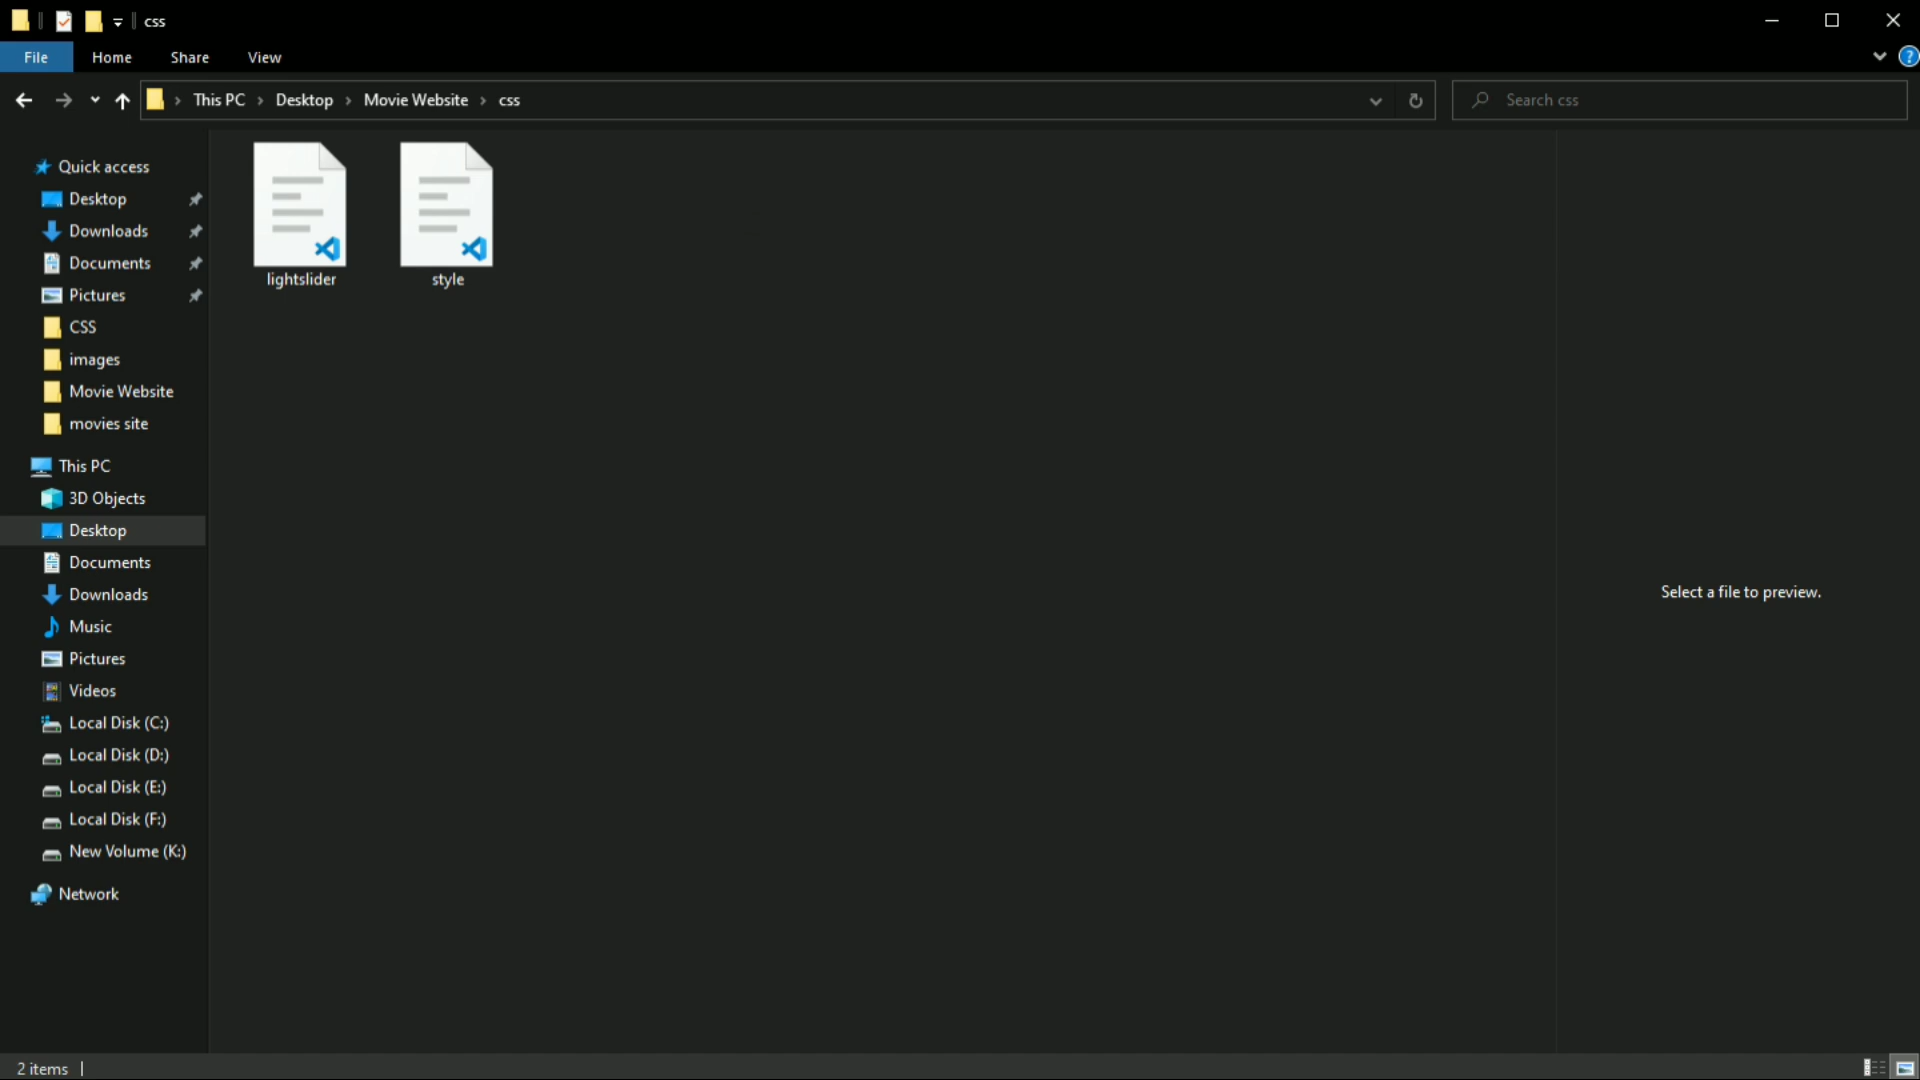 css
File Home Share View
This PC Desktop Movie Website css
Search css
Quick access
Desktop
Downloads
Documents
Pictures
CSS
images
Movie Website
movies site
This PC
3D Objects
Desktop
Documents
Downloads
Music
Pictures
Videos
Local Disk (C:)
Local Disk (D:)
Local Disk (E:)
Local Disk (F:)
New Volume (K:)
Network
lightslider style
Select a file to preview.
2 items